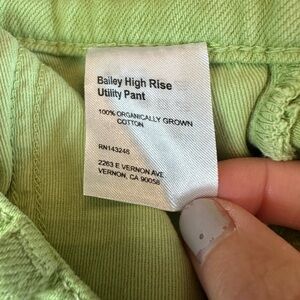 Bailey High Rise
Utility Pant
100% ORGANICALLY GROWN
COTTON
RN143246
2263 E VERNON AVE
VERNON, CA 90058